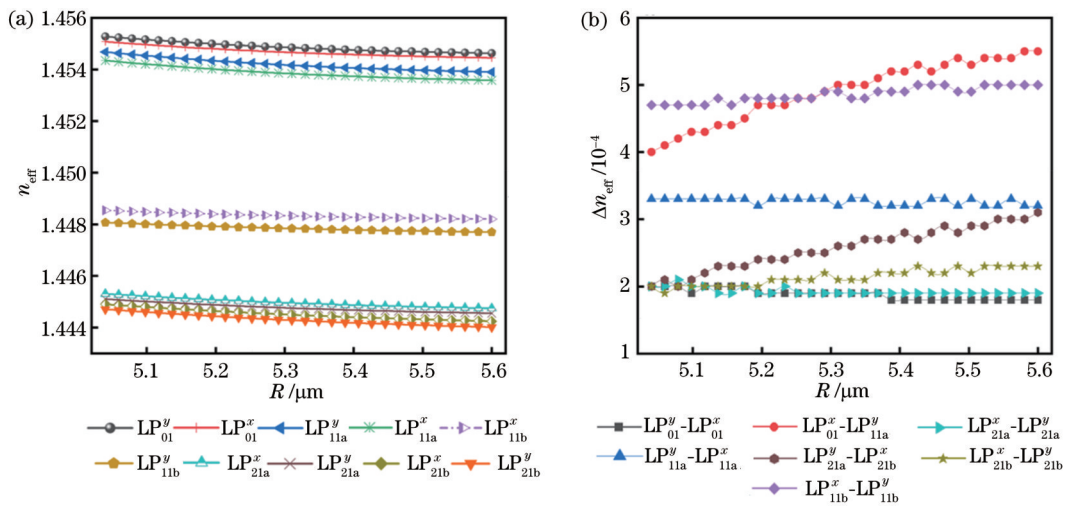 (a)
1.456
1.454
1.452
1.450
1.448
1.446
1.444
n_eff
5.1 5.2 5.3 5.4 5.5 5.6
R /μm
LP^y_01 LP^x_01 LP^y_11a LP^x_11a LP^x_11b
LP^y_11b LP^x_21a LP^y_21a LP^x_21b LP^y_21b
(b)
6
5
4
3
2
1
Δn_eff /10^-4
5.1 5.2 5.3 5.4 5.5 5.6
R /μm
LP^y_01-LP^x_01 LP^x_01-LP^y_11a LP^x_21a-LP^y_21a
LP^y_11a-LP^x_11a LP^y_21a-LP^x_21b LP^x_21b-LP^y_21b
LP^x_11b-LP^y_11b